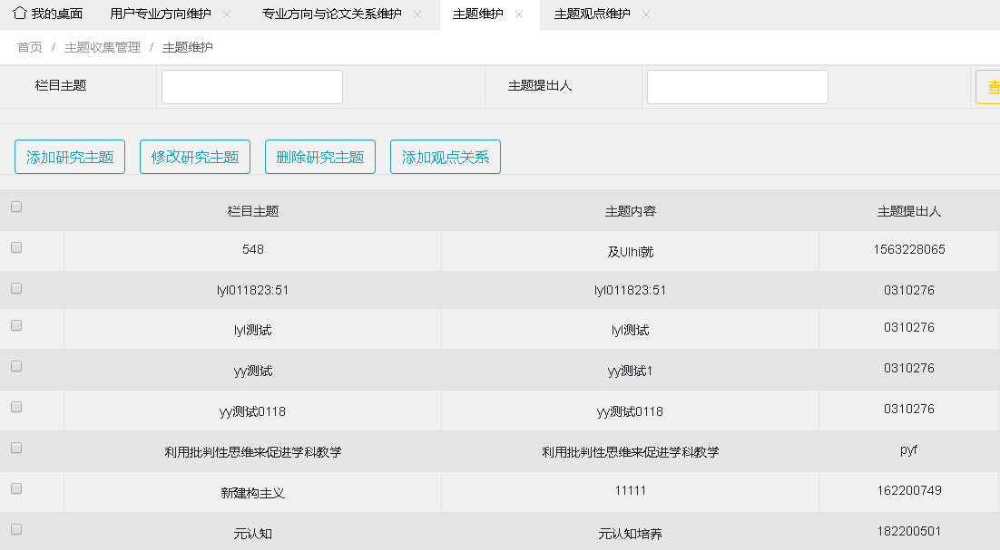 我的桌面 用户专业方向维护 专业方向与论文关系维护 主题维护 主题观点维护
首页 / 主题收集管理 / 主题维护
栏目主题 主题提出人
添加研究主题 修改研究主题 删除研究主题 添加观点关系
栏目主题 主题内容 主题提出人
548 及UIhi就 1563228065
lyl011823:51 lyl011823:51 0310276
lyl测试 lyl测试 0310276
yy测试 yy测试1 0310276
yy测试0118 yy测试0118 0310276
利用批判性思维来促进学科教学 利用批判性思维来促进学科教学 pyf
新建构主义 11111 162200749
元认知 元认知培养 182200501